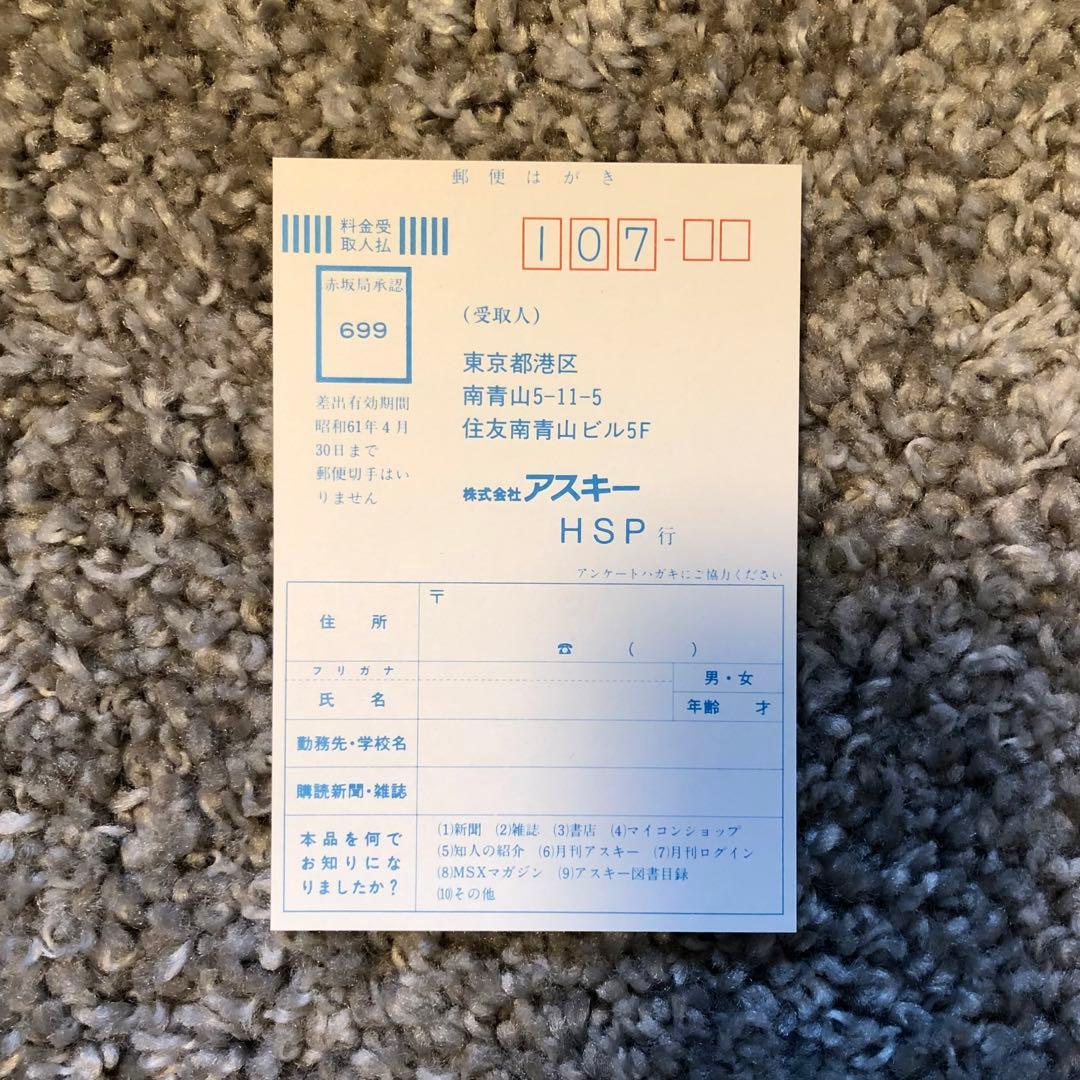 郵便はがき
料金受
取人払
107-
赤坂局承認
699
差出有効期間
昭和61年4月
30日まで
郵便切手はい
りません
(受取人)
東京都港区
南青山5-11-5
住友南青山ビル5F
株式会社アスキー
HSP行
アンケートハガキにご協力ください
住所
〒
☎ ( )
フリガナ
氏名
男・女
年齢 才
勤務先・学校名
購読新聞・雑誌
本品を何で
お知りにな
りましたか?
(1)新聞 (2)雑誌 (3)書店 (4)マイコンショップ
(5)知人の紹介 (6)月刊アスキー (7)月刊ログイン
(8)MSXマガジン (9)アスキー図書目録
(10)その他